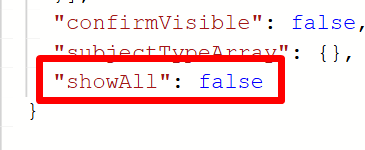 },
"confirmVisible": false,
"subjectTypeArray": {},
"showAll": false
}